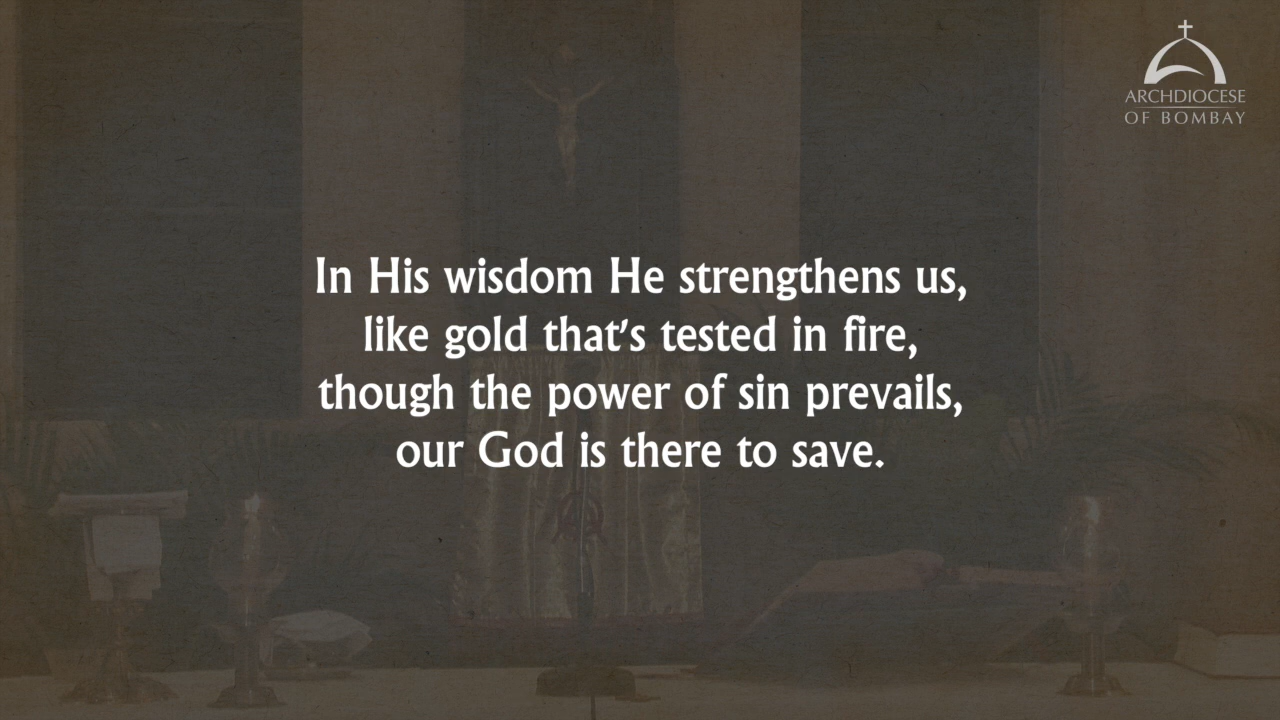 ARCHDIOCESE
OF BOMBAY
In His wisdom He strengthens us,
like gold that's tested in fire,
though the power of sin prevails,
our God is there to save.